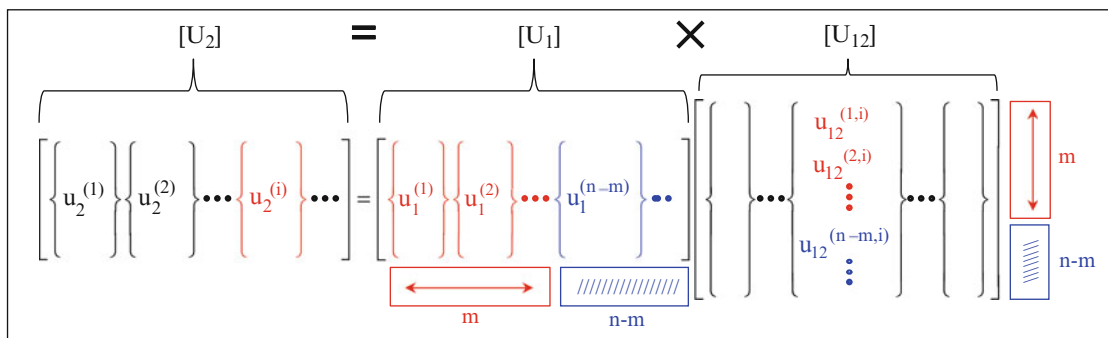 [U₂] = [U₁] × [U₁₂]
[{u₂⁽¹⁾}{u₂⁽²⁾}•••{u₂⁽ⁱ⁾}•••] = [{u₁⁽¹⁾}{u₁⁽²⁾}•••{u₁⁽ⁿ⁻ᵐ⁾}••] [{ }•••{
u₁₂⁽¹,ⁱ⁾
u₁₂⁽²,ⁱ⁾
u₁₂⁽ⁿ⁻ᵐ,ⁱ⁾
}•••{ }]
m
n-m
m
n-m